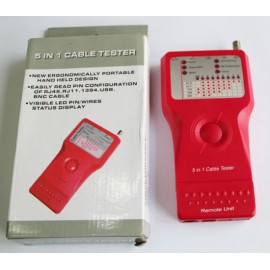 5 IN 1 CABLE TESTER
•NEW ERGONOMICALLY PORTABLE
HAND HELD DESIGN
•EASILY READ PIN CONFIGURATION
OF RJ45,RJ11,1394,USB,
BNC CABLE
•VISIBLE LED PIN/WIRES
STATUS DISPLAY
5 in 1 Cable Tester
Remote Unit